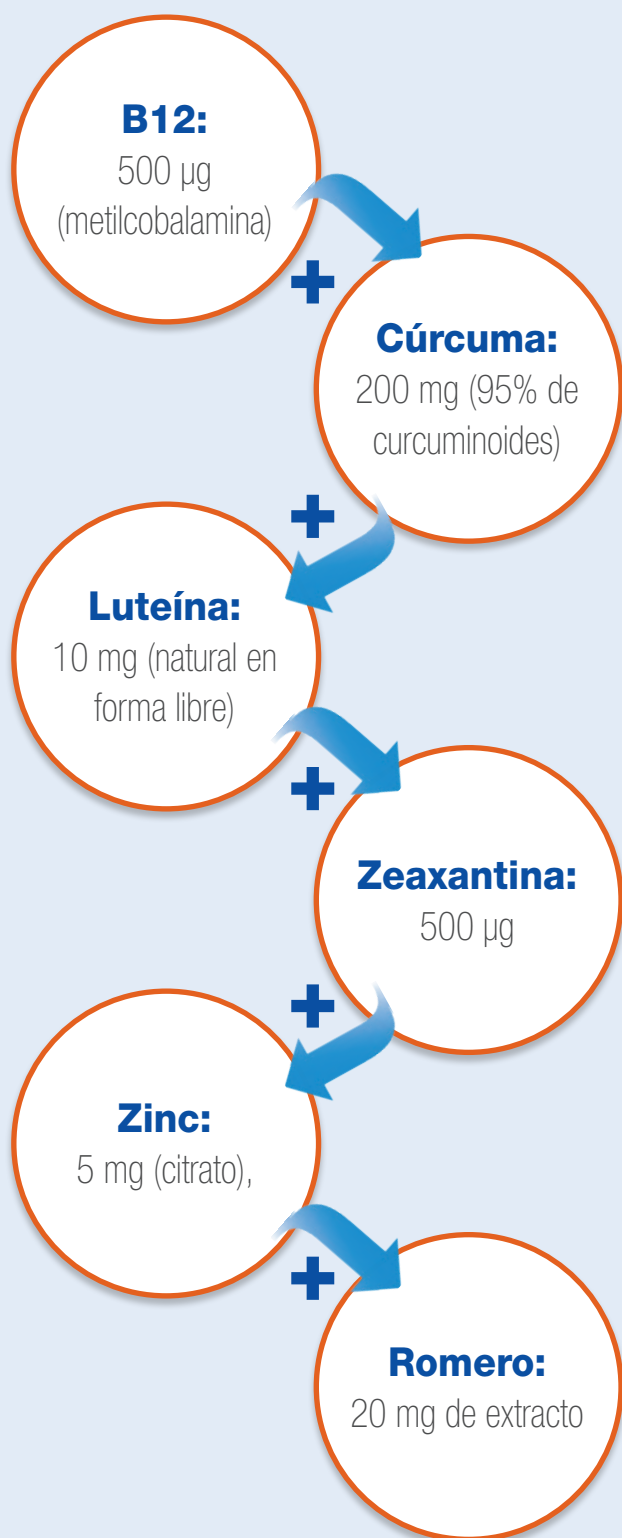 B12:
500 µg
(metilcobalamina)
+
Cúrcuma:
200 mg (95% de
curcuminoides)
+
Luteína:
10 mg (natural en
forma libre)
+
Zeaxantina:
500 µg
+
Zinc:
5 mg (citrato),
+
Romero:
20 mg de extracto